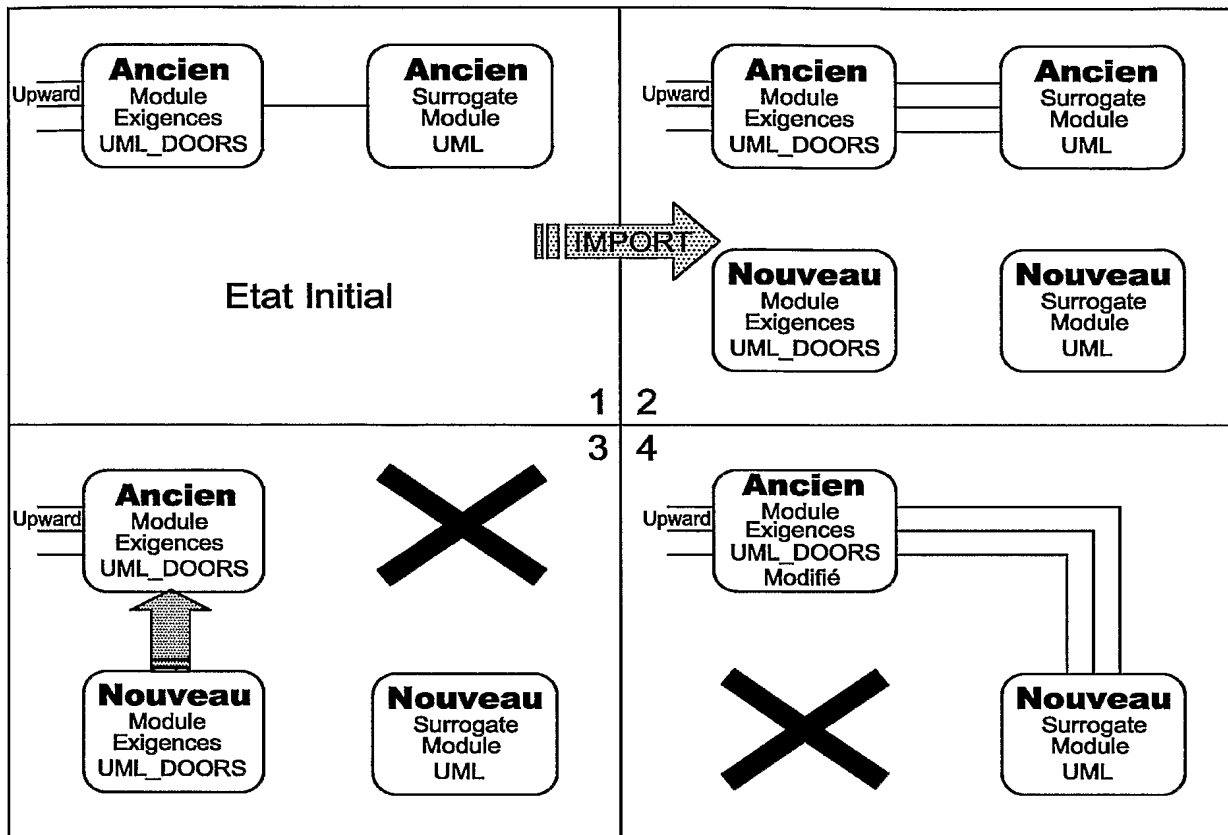 Ancien
Module
Exigences
UML_DOORS
Upward
Ancien
Surrogate
Module
UML
Etat Initial
1
IMPORT
Upward
Ancien
Module
Exigences
UML_DOORS
Ancien
Surrogate
Module
UML
Nouveau
Module
Exigences
UML_DOORS
Nouveau
Surrogate
Module
UML
2
3
Upward
Ancien
Module
Exigences
UML_DOORS
Nouveau
Module
Exigences
UML_DOORS
Nouveau
Surrogate
Module
UML
4
Upward
Ancien
Module
Exigences
UML_DOORS
Modifié
Nouveau
Surrogate
Module
UML